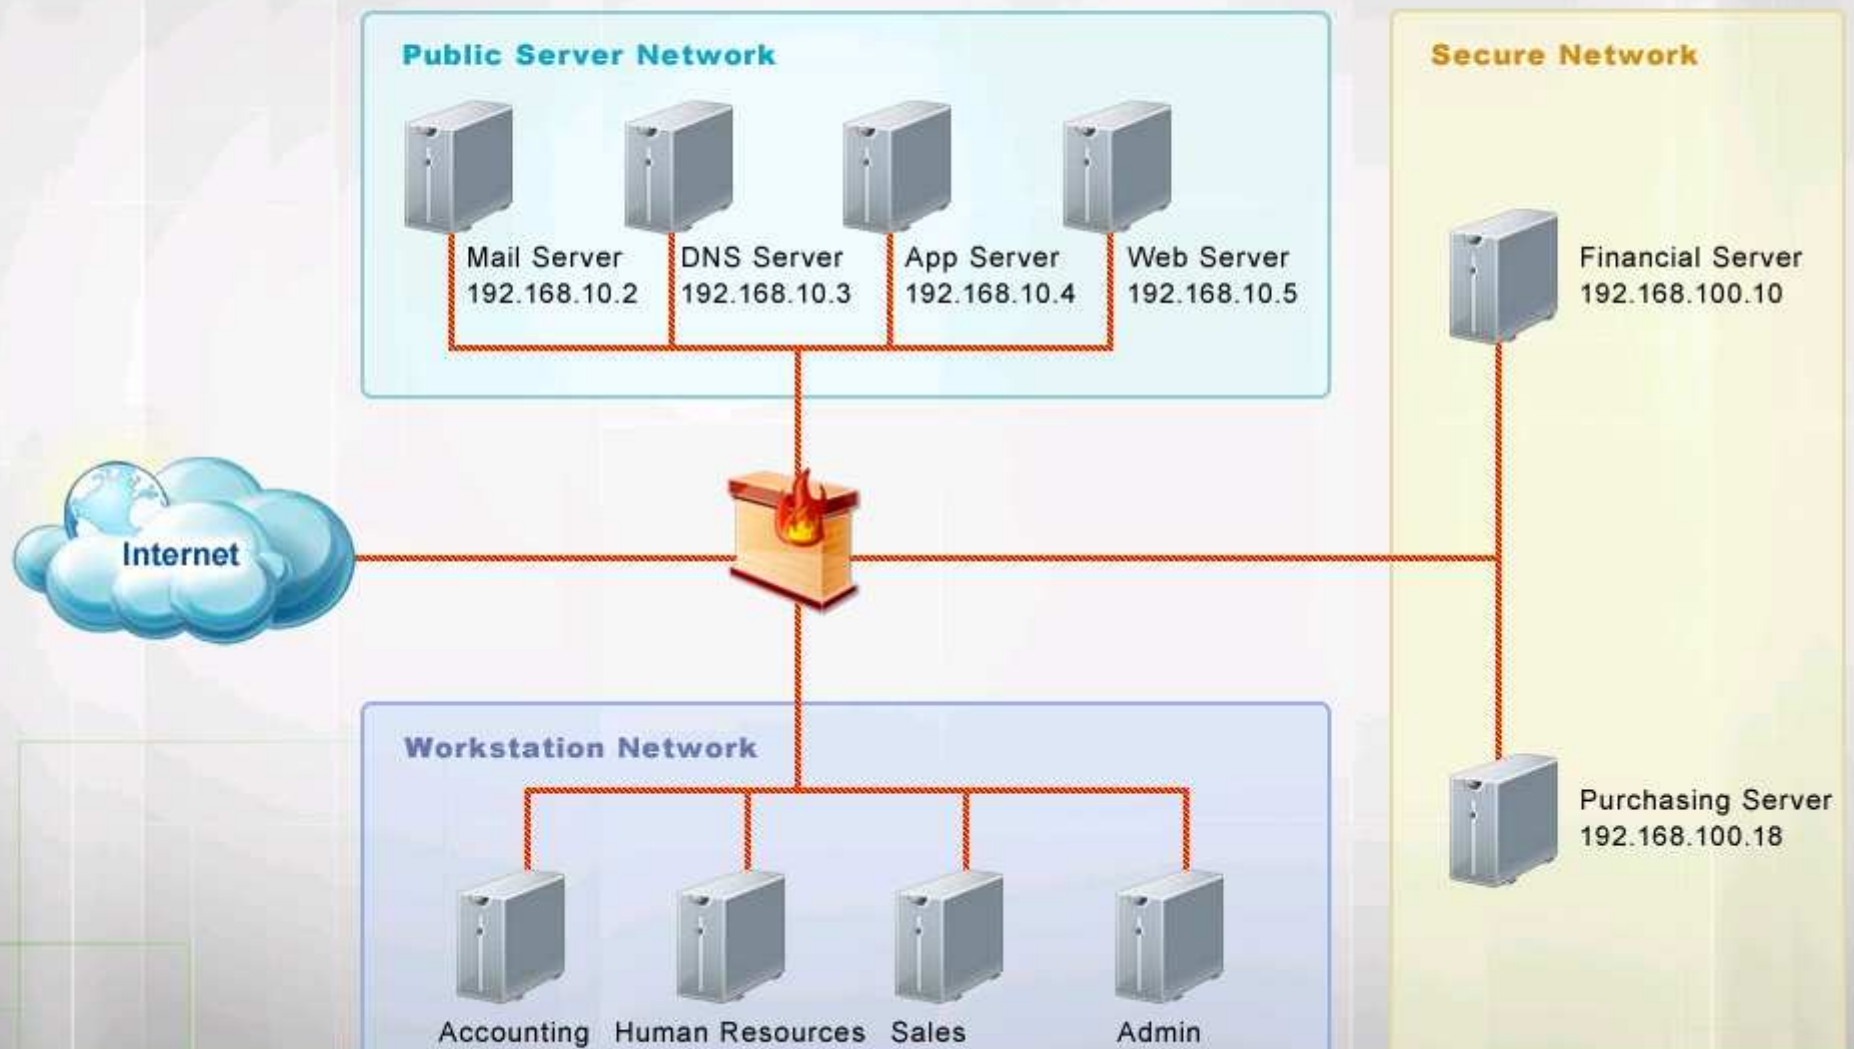 Public Server Network
Mail Server
192.168.10.2
DNS Server
192.168.10.3
App Server
192.168.10.4
Web Server
192.168.10.5
Secure Network
Financial Server
192.168.100.10
Internet
Purchasing Server
192.168.100.18
Workstation Network
Accounting
Human Resources
Sales
Admin